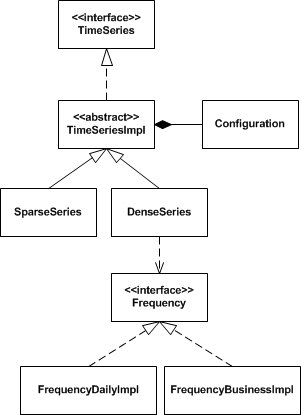 <<interface>>
TimeSeries
<<abstract>>
TimeSeriesImpl
Configuration
SparseSeries
DenseSeries
<<interface>>
Frequency
FrequencyDailyImpl
FrequencyBusinessImpl